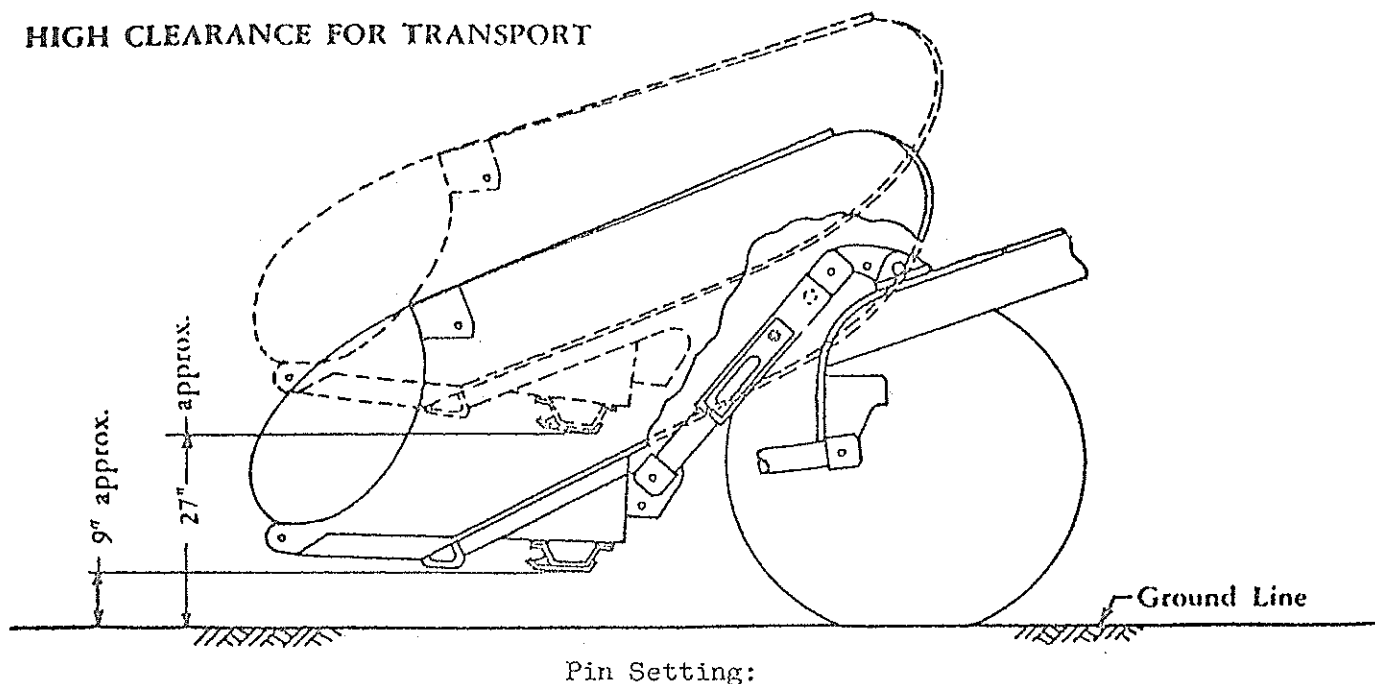 HIGH CLEARANCE FOR TRANSPORT
9" approx.
27" approx.
Ground Line
Pin Setting: